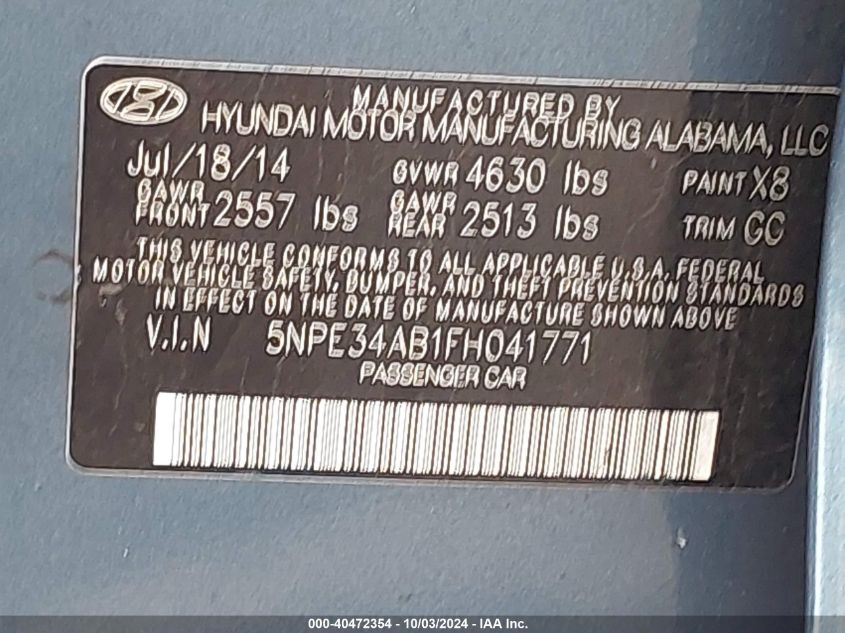 MANUFACTURED BY
HYUNDAI MOTOR MANUFACTURING ALABAMA, LLC
Jul/18/14 GVWR 4630 lbs PAINT X8
GAWR FRONT 2557 lbs GAWR REAR 2513 lbs TRIM GC
THIS VEHICLE CONFORMS TO ALL APPLICABLE U.S.A. FEDERAL
MOTOR VEHICLE SAFETY, BUMPER, AND THEFT PREVENTION STANDARDS
IN EFFECT ON THE DATE OF MANUFACTURE SHOWN ABOVE
V.I.N 5NPE34AB1FH041771
PASSENGER CAR
000-40472354 - 10/03/2024 - IAA Inc.